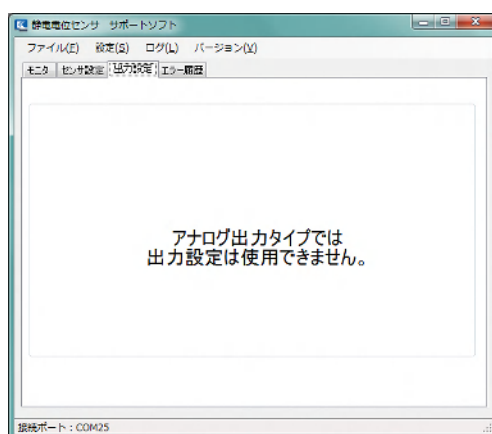 静電電位センサ サポートソフト
ファイル(F) 設定(S) ログ(L) バージョン(V)
モニタ センサ設定 出力設定 エラー履歴
アナログ出力タイプでは
出力設定は使用できません。
接続ポート：COM25